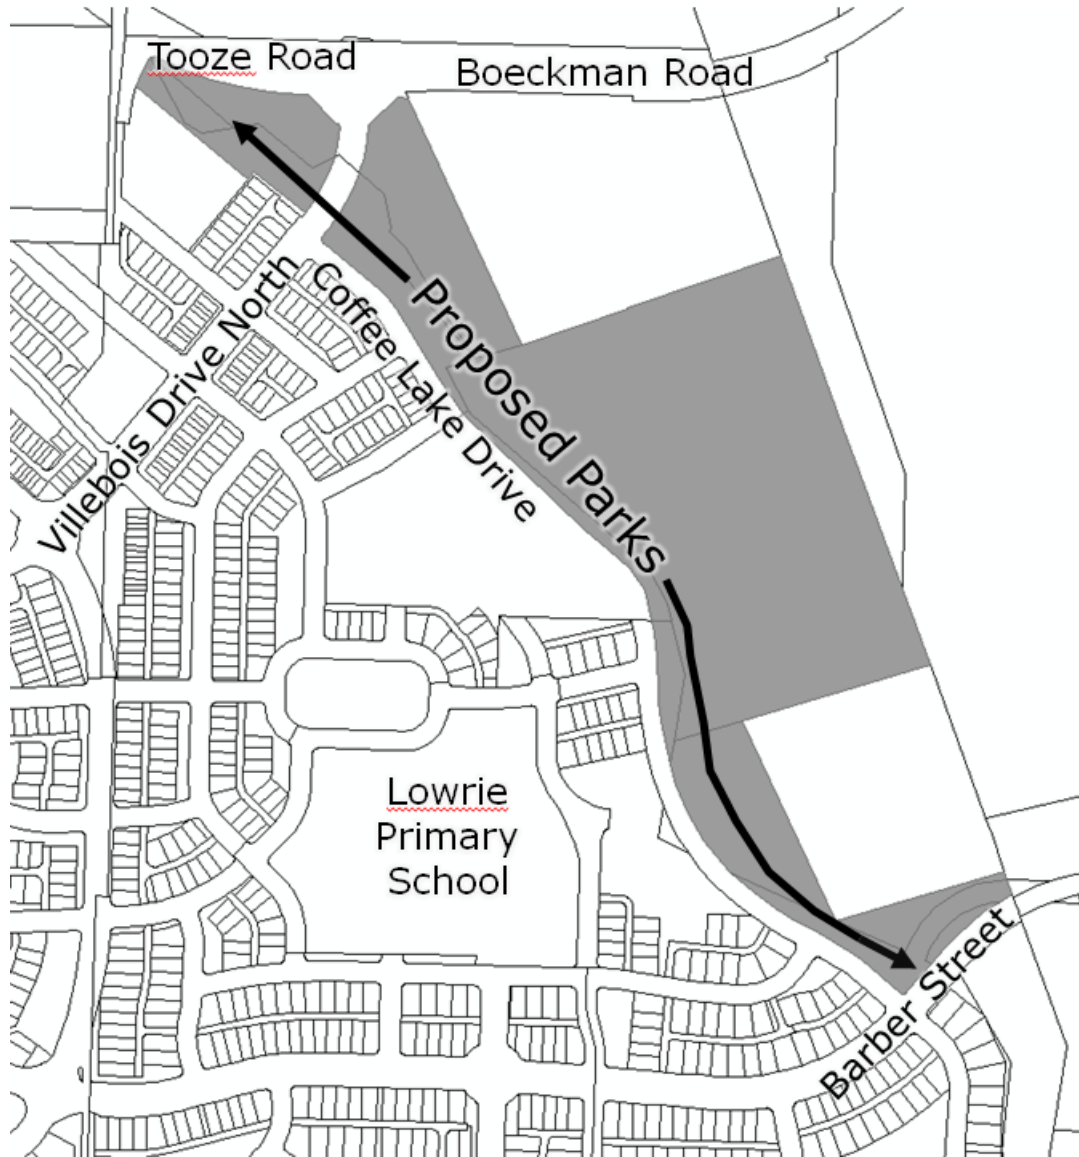 Tooze Road
Boeckman Road
Villebois Drive North
Coffee Lake Drive
Proposed Parks
Lowrie
Primary
School
Barber Street